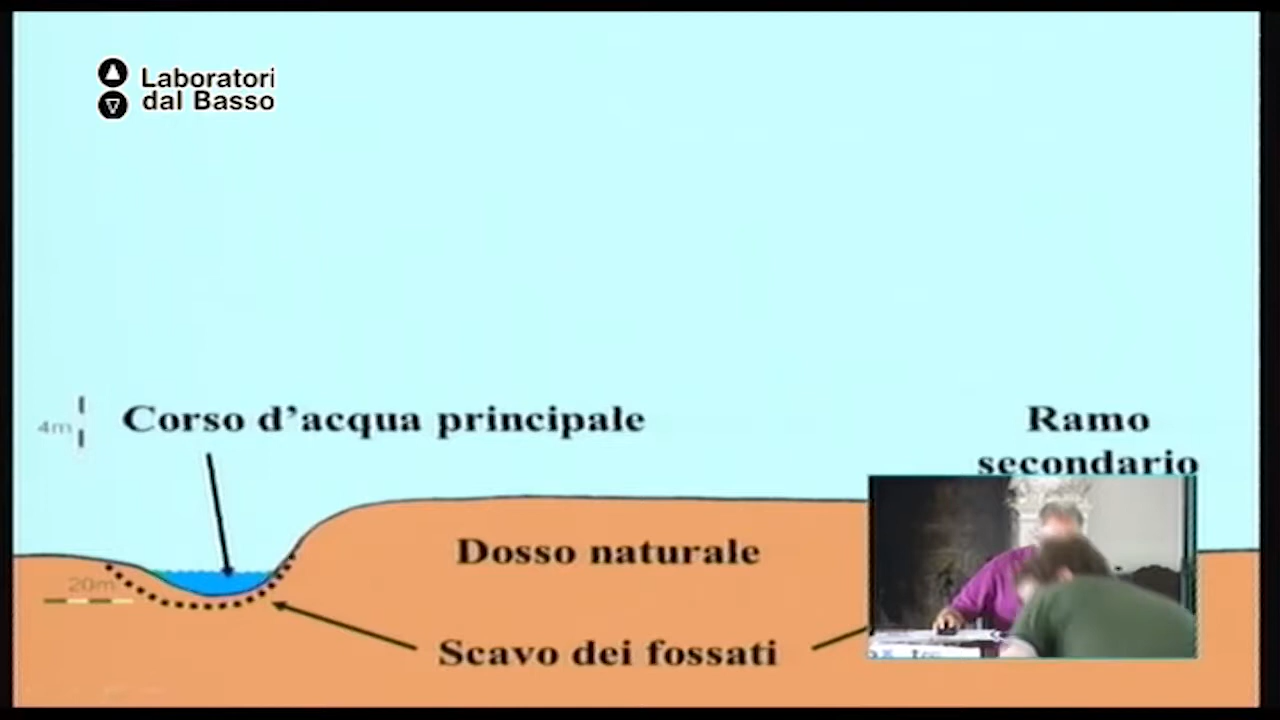 Laboratori
dal Basso
4m
Corso d'acqua principale
Ramo
secondario
Dosso naturale
20m
Scavo dei fossati